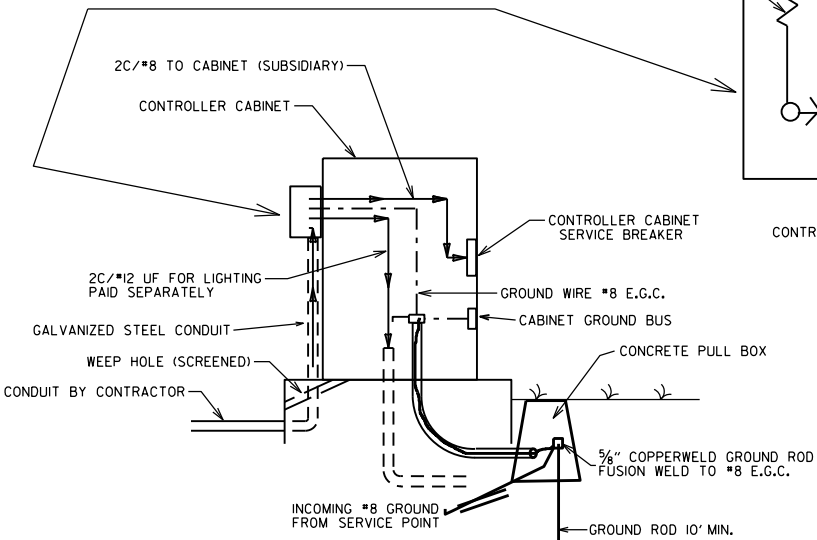 2C/#8 TO CABINET (SUBSIDIARY)
CONTROLLER CABINET
CONTROLLER CABINET
SERVICE BREAKER
CONTR
2C/#12 UF FOR LIGHTING
PAID SEPARATELY
GROUND WIRE #8 E.G.C.
CABINET GROUND BUS
GALVANIZED STEEL CONDUIT
CONCRETE PULL BOX
WEEP HOLE (SCREENED)
CONDUIT BY CONTRACTOR
5/8" COPPERWELD GROUND ROD
FUSION WELD TO #8 E.G.C.
INCOMING #8 GROUND
FROM SERVICE POINT
GROUND ROD 10' MIN.